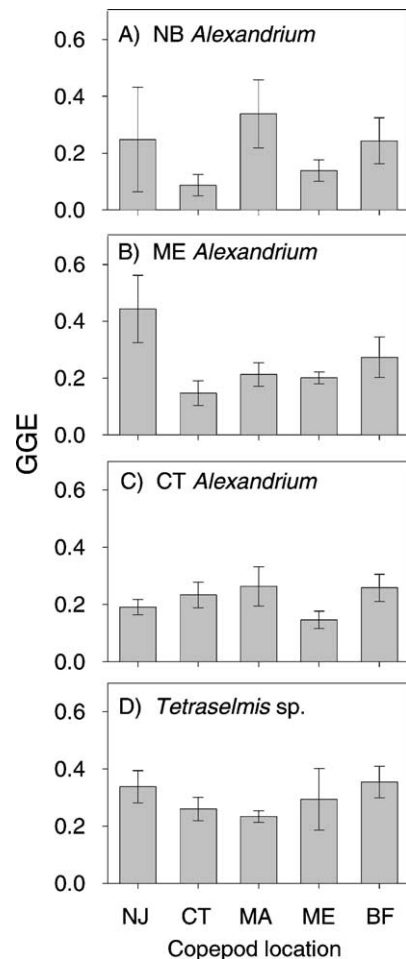 A) NB Alexandrium
0.6
0.4
0.2
0.0
B) ME Alexandrium
0.6
0.4
0.2
0.0
GGE
C) CT Alexandrium
0.6
0.4
0.2
0.0
D) Tetraselmis sp.
0.6
0.4
0.2
0.0
NJ CT MA ME BF
Copepod location